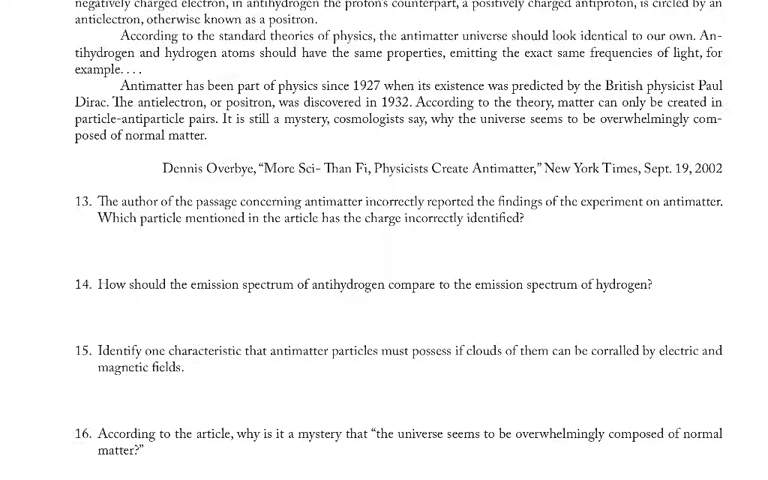 negatively charged electron, in antihydrogen the proton's counterpart, a positively charged antiproton, is circled by an
anticlectron, otherwise known as a positron.
According to the standard theories of physics, the antimatter universe should look identical to our own. An-
tihydrogen and hydrogen atoms should have the same properties, emitting the exact same frequencies of light, for
example. . . .
Antimatter has been part of physics since 1927 when its existence was predicted by the British physicist Paul
Dirac. The antielectron, or positron, was discovered in 1932. According to the theory, matter can only be created in
particle-antiparticle pairs. It is still a mystery, cosmologists say, why the universe seems to be overwhelmingly com-
posed of normal matter.
Dennis Overbye, “More Sci- Than Fi, Physicists Create Antimatter,” New York Times, Sept. 19, 2002
13. The author of the passage concerning antimatter incorrectly reported the findings of the experiment on antimatter.
Which particle mentioned in the article has the charge incorrectly identified?
14. How should the emission spectrum of antihydrogen compare to the emission spectrum of hydrogen?
15. Identify one characteristic that antimatter particles must possess if clouds of them can be corralled by electric and
magnetic fields.
16. According to the article, why is it a mystery that “the universe seems to be overwhelmingly composed of normal
matter?”